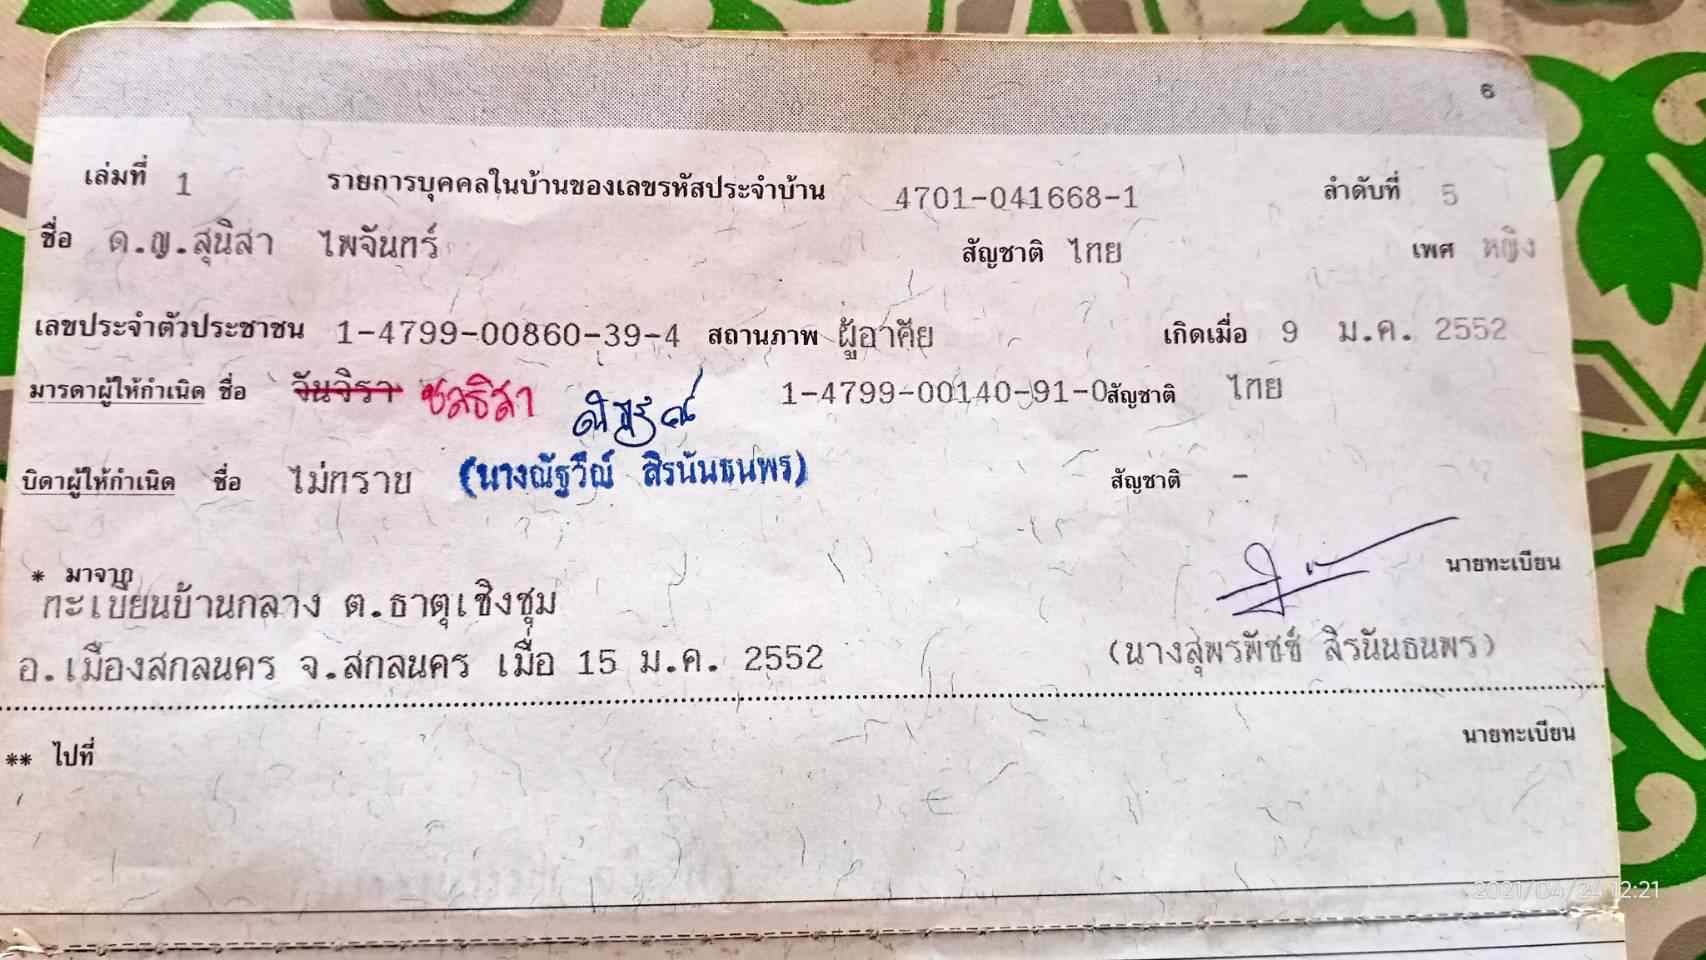 6
เล่มที่ 1 รายการบุคคลในบ้านของเลขรหัสประจำบ้าน 4701-041668-1 ลำดับที่ 5
ชื่อ ด.ญ.สุนิสา ไพจันทร์ สัญชาติ ไทย เพศ หญิง
เลขประจำตัวประชาชน 1-4799-00860-39-4 สถานภาพ ผู้อาศัย เกิดเมื่อ 9 ม.ค. 2552
มารดาผู้ให้กำเนิด ชื่อ วันวิรา ชลธิสา 1-4799-00140-91-0 สัญชาติ ไทย
บิดาผู้ให้กำเนิด ชื่อ ไม่ทราบ (นางณัฐวีณ์ สิรนันธนพร) สัญชาติ -
* มาจาก นายทะเบียน
ทะเบียนบ้านกลาง ต.ธาตุเชิงชุม
อ.เมืองสกลนคร จ.สกลนคร เมื่อ 15 ม.ค. 2552 (นางสุพรพัชช์ สิรนันธนพร)
** ไปที่ นายทะเบียน
2021/04/24 12:21